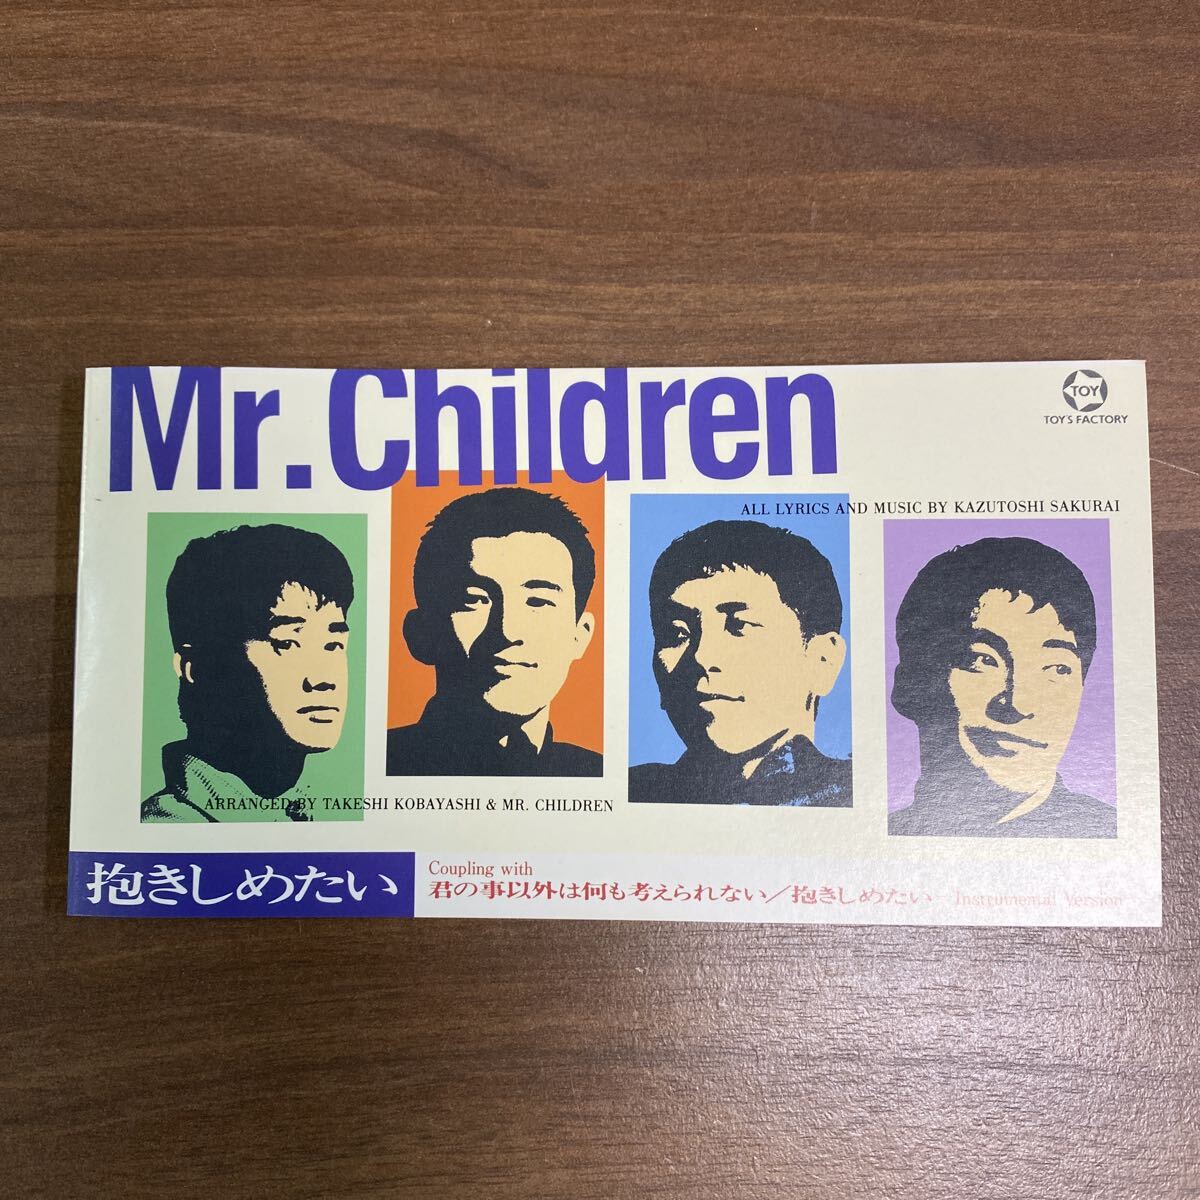 Mr. Children
TOY
TOY'S FACTORY
ALL LYRICS AND MUSIC BY KAZUTOSHI SAKURAI
ARRANGED BY TAKESHI KOBAYASHI & MR. CHILDREN
抱きしめたい
Coupling with
君の事以外は何も考えられない／抱きしめたい Instrumental Version